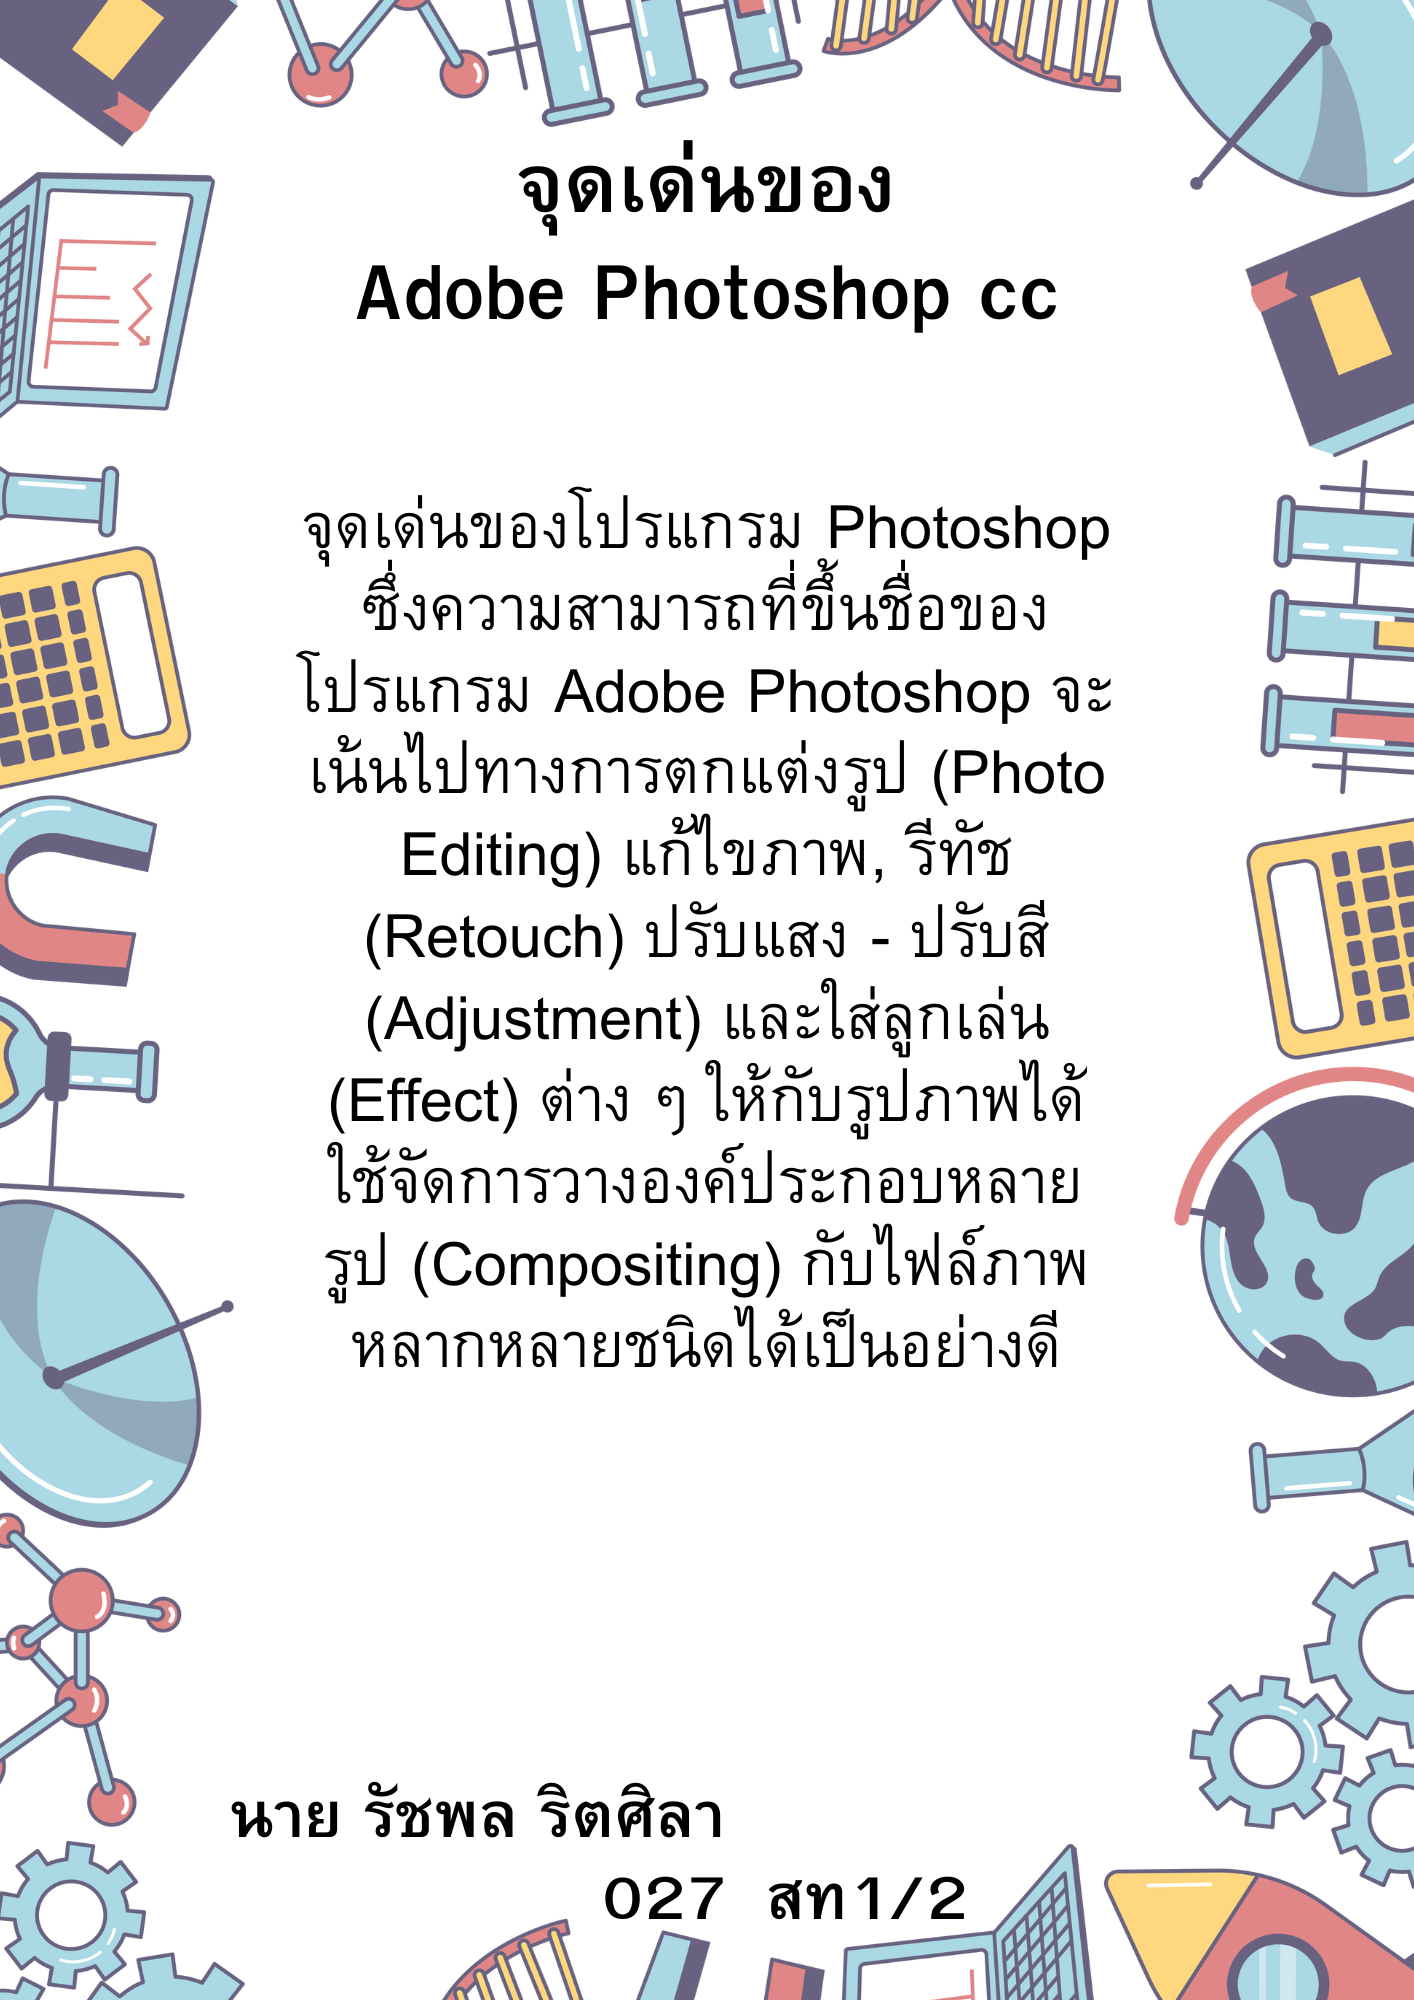 จุดเด่นของ
Adobe Photoshop cc
จุดเด่นของโปรแกรม Photoshop
ซึ่งความสามารถที่ขึ้นชื่อของ
โปรแกรม Adobe Photoshop จะ
เน้นไปทางการตกแต่งรูป (Photo
Editing) แก้ไขภาพ, รีทัช
(Retouch) ปรับแสง - ปรับสี
(Adjustment) และใส่ลูกเล่น
(Effect) ต่าง ๆ ให้กับรูปภาพได้
ใช้จัดการวางองค์ประกอบหลาย
รูป (Compositing) กับไฟล์ภาพ
หลากหลายชนิดได้เป็นอย่างดี
นาย รัชพล ริตศิลา
027 สท1/2